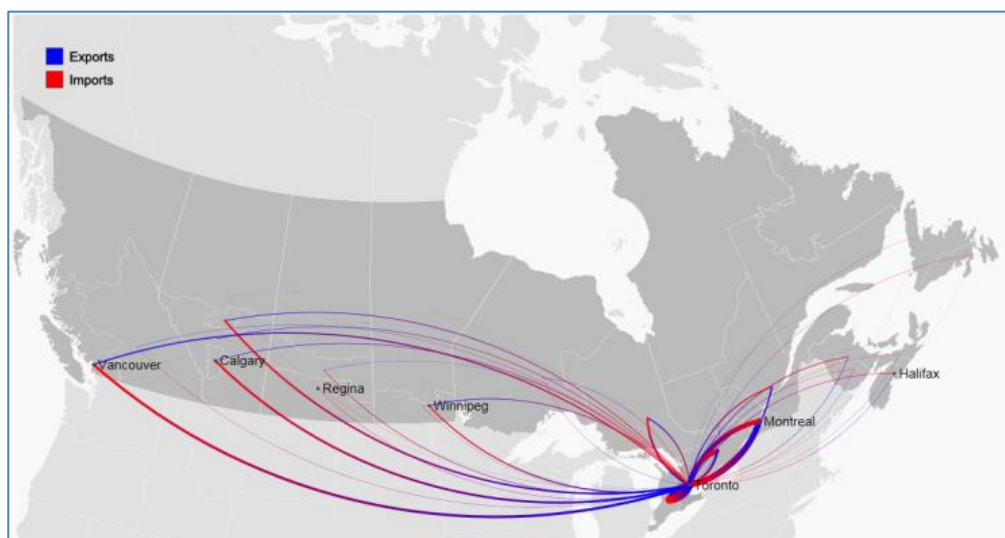 Exports
Imports
Vancouver
Calgary
Regina
Winnipeg
Halifax
Montreal
Toronto